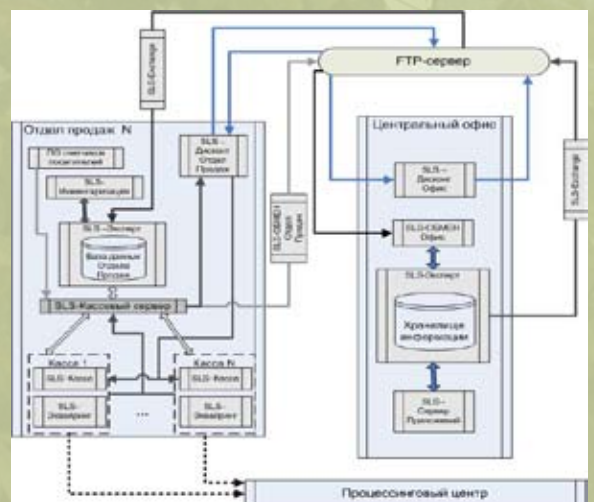 SLS-Exchange
FTP-сервер
Отдел продаж N
ПО счетчиков
посетителей
SLS-
Инвентаризация
SLS-Эксперт
База данных
Отдела
Продаж
SLS-Кассовый сервер
Касса 1
SLS-Касса
SLS-
Эквайринг
...
Касса N
SLS-Касса
SLS-
Эквайринг
SLS-
Дисконт
Отдел
Продаж
SLS-ОБМЕН
Отдел
Продаж
Центральный офис
SLS-
Дисконт
Офис
SLS-ОБМЕН
Офис
SLS-Эксперт
Хранилище
информации
SLS-
Сервер
Приложений
SLS-Exchange
Процессинговый центр